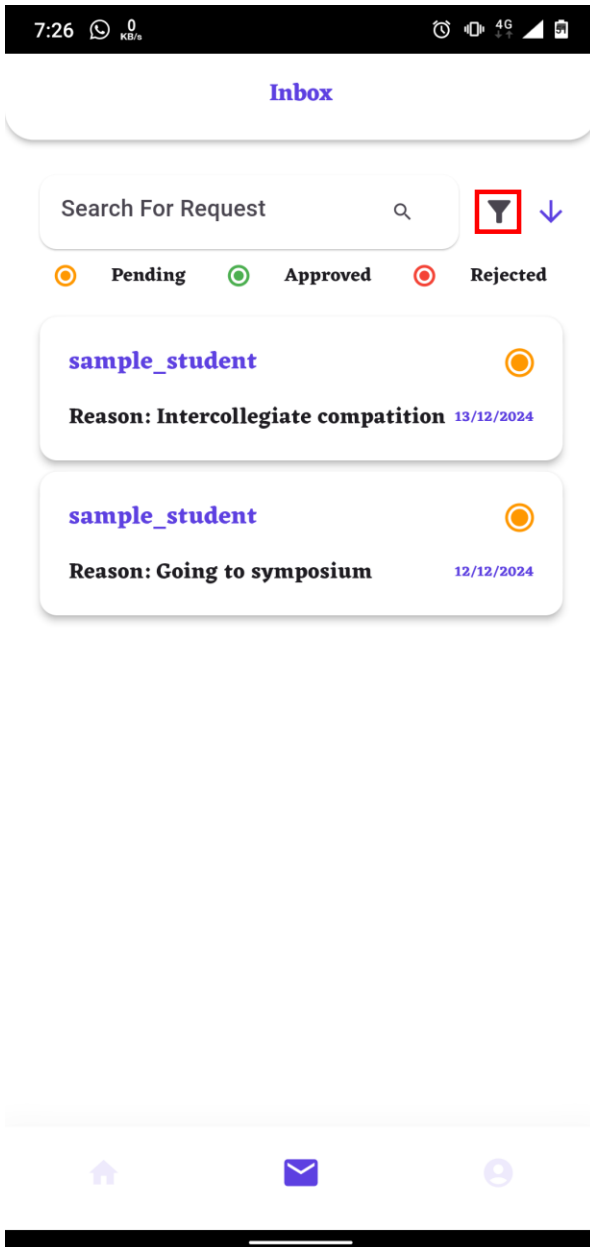 7:26 0 KB/s 4G 51
Inbox
Search For Request
Pending Approved Rejected
sample_student
Reason: Intercollegiate compatition 13/12/2024
sample_student
Reason: Going to symposium 12/12/2024